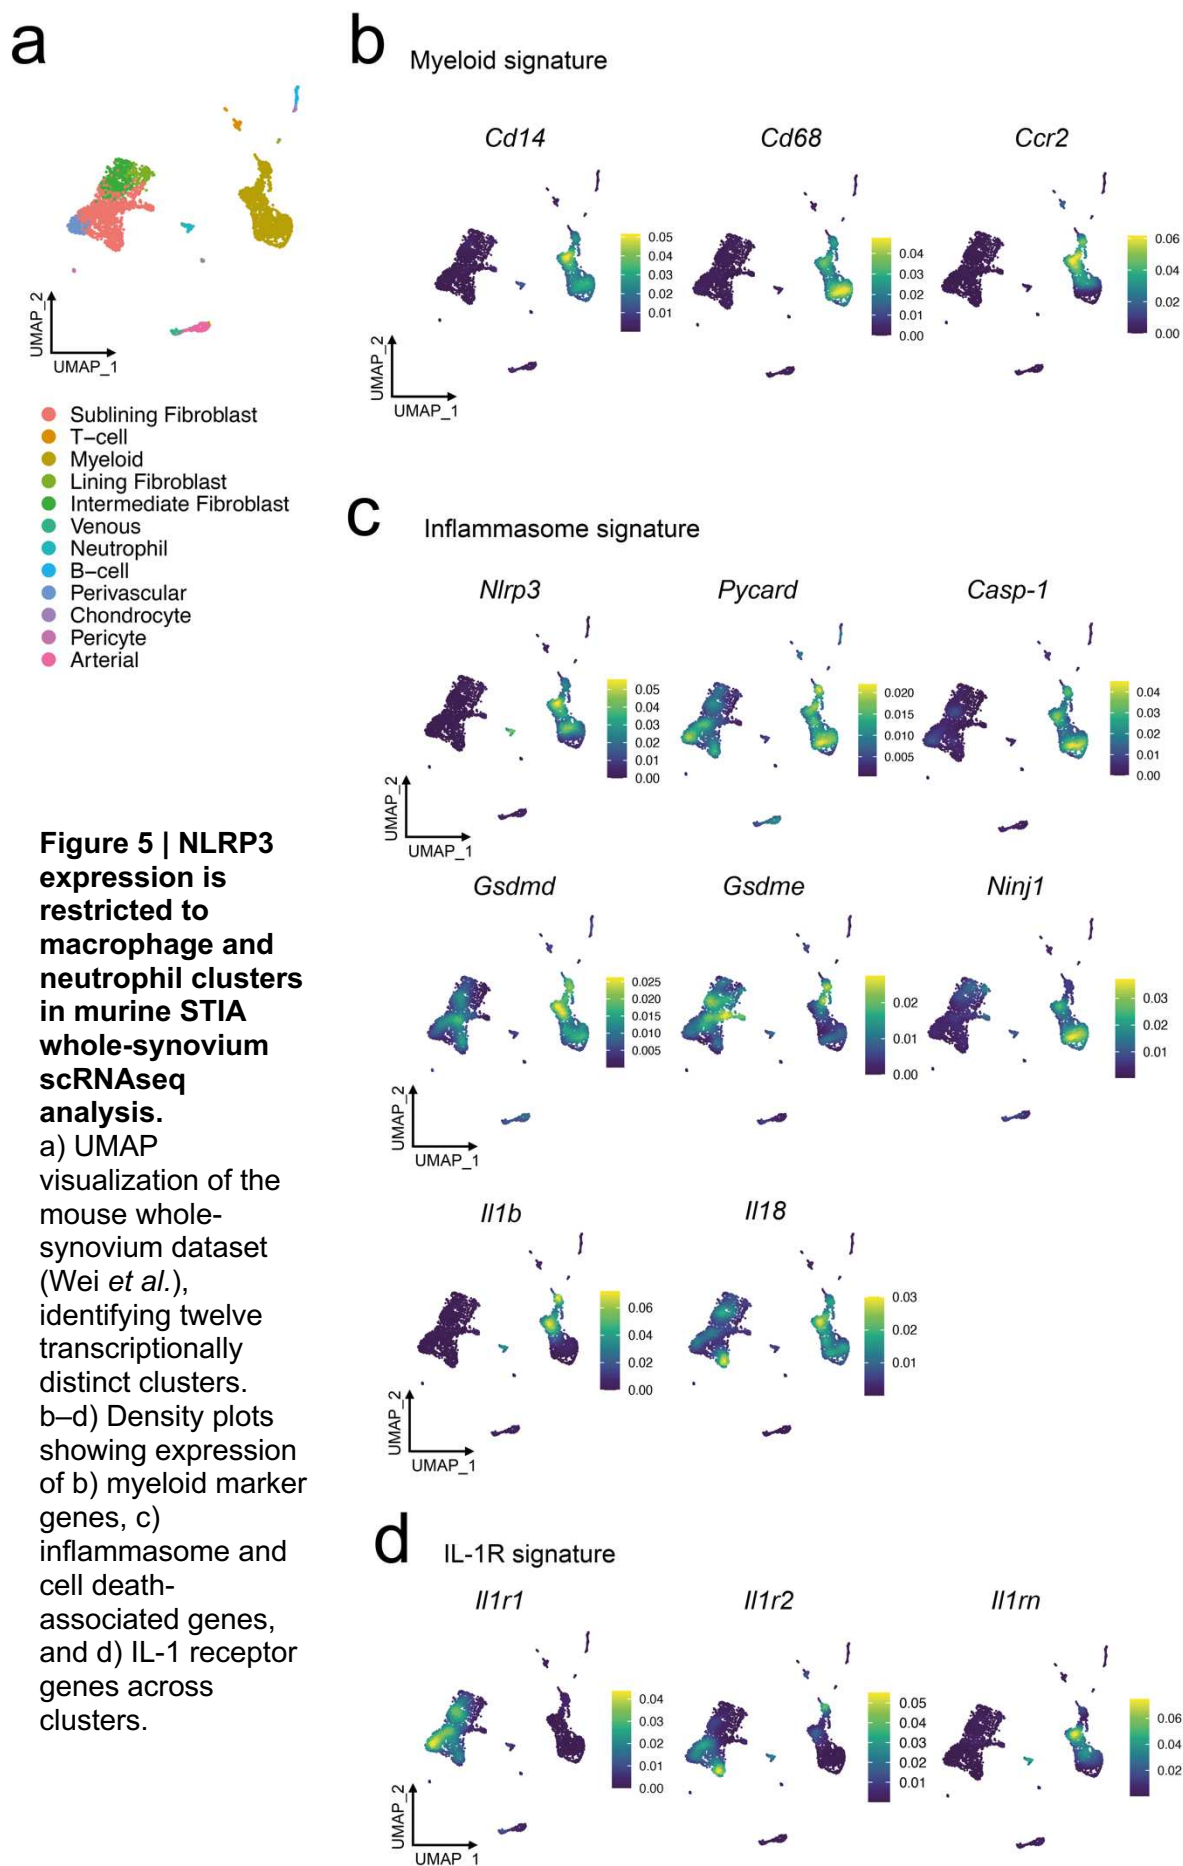 a
UMAP_2
UMAP_1
Sublining Fibroblast
T-cell
Myeloid
Lining Fibroblast
Intermediate Fibroblast
Venous
Neutrophil
B-cell
Perivascular
Chondrocyte
Pericyte
Arterial
b
Myeloid signature
Cd14
Cd68
Ccr2
0.05
0.04
0.03
0.02
0.01
0.04
0.03
0.02
0.01
0.00
0.06
0.04
0.02
0.00
UMAP_2
UMAP_1
c
Inflammasome signature
Nlrp3
Pycard
Casp-1
0.05
0.04
0.03
0.02
0.01
0.00
0.020
0.015
0.010
0.005
0.04
0.03
0.02
0.01
0.00
UMAP_2
UMAP_1
Gsdmd
Gsdme
Ninj1
0.025
0.020
0.015
0.010
0.005
0.02
0.01
0.00
0.03
0.02
0.01
UMAP_2
UMAP_1
Il1b
Il18
0.06
0.04
0.02
0.00
0.03
0.02
0.01
UMAP_2
UMAP_1
d
IL-1R signature
Il1r1
Il1r2
Il1rn
0.04
0.03
0.02
0.01
0.00
0.05
0.04
0.03
0.02
0.01
0.06
0.04
0.02
UMAP_2
UMAP_1
Figure 5 | NLRP3
expression is
restricted to
macrophage and
neutrophil clusters
in murine STIA
whole-synovium
scRNAseq
analysis.
a) UMAP
visualization of the
mouse whole-
synovium dataset
(Wei et al.),
identifying twelve
transcriptionally
distinct clusters.
b–d) Density plots
showing expression
of b) myeloid marker
genes, c)
inflammasome and
cell death-
associated genes,
and d) IL-1 receptor
genes across
clusters.